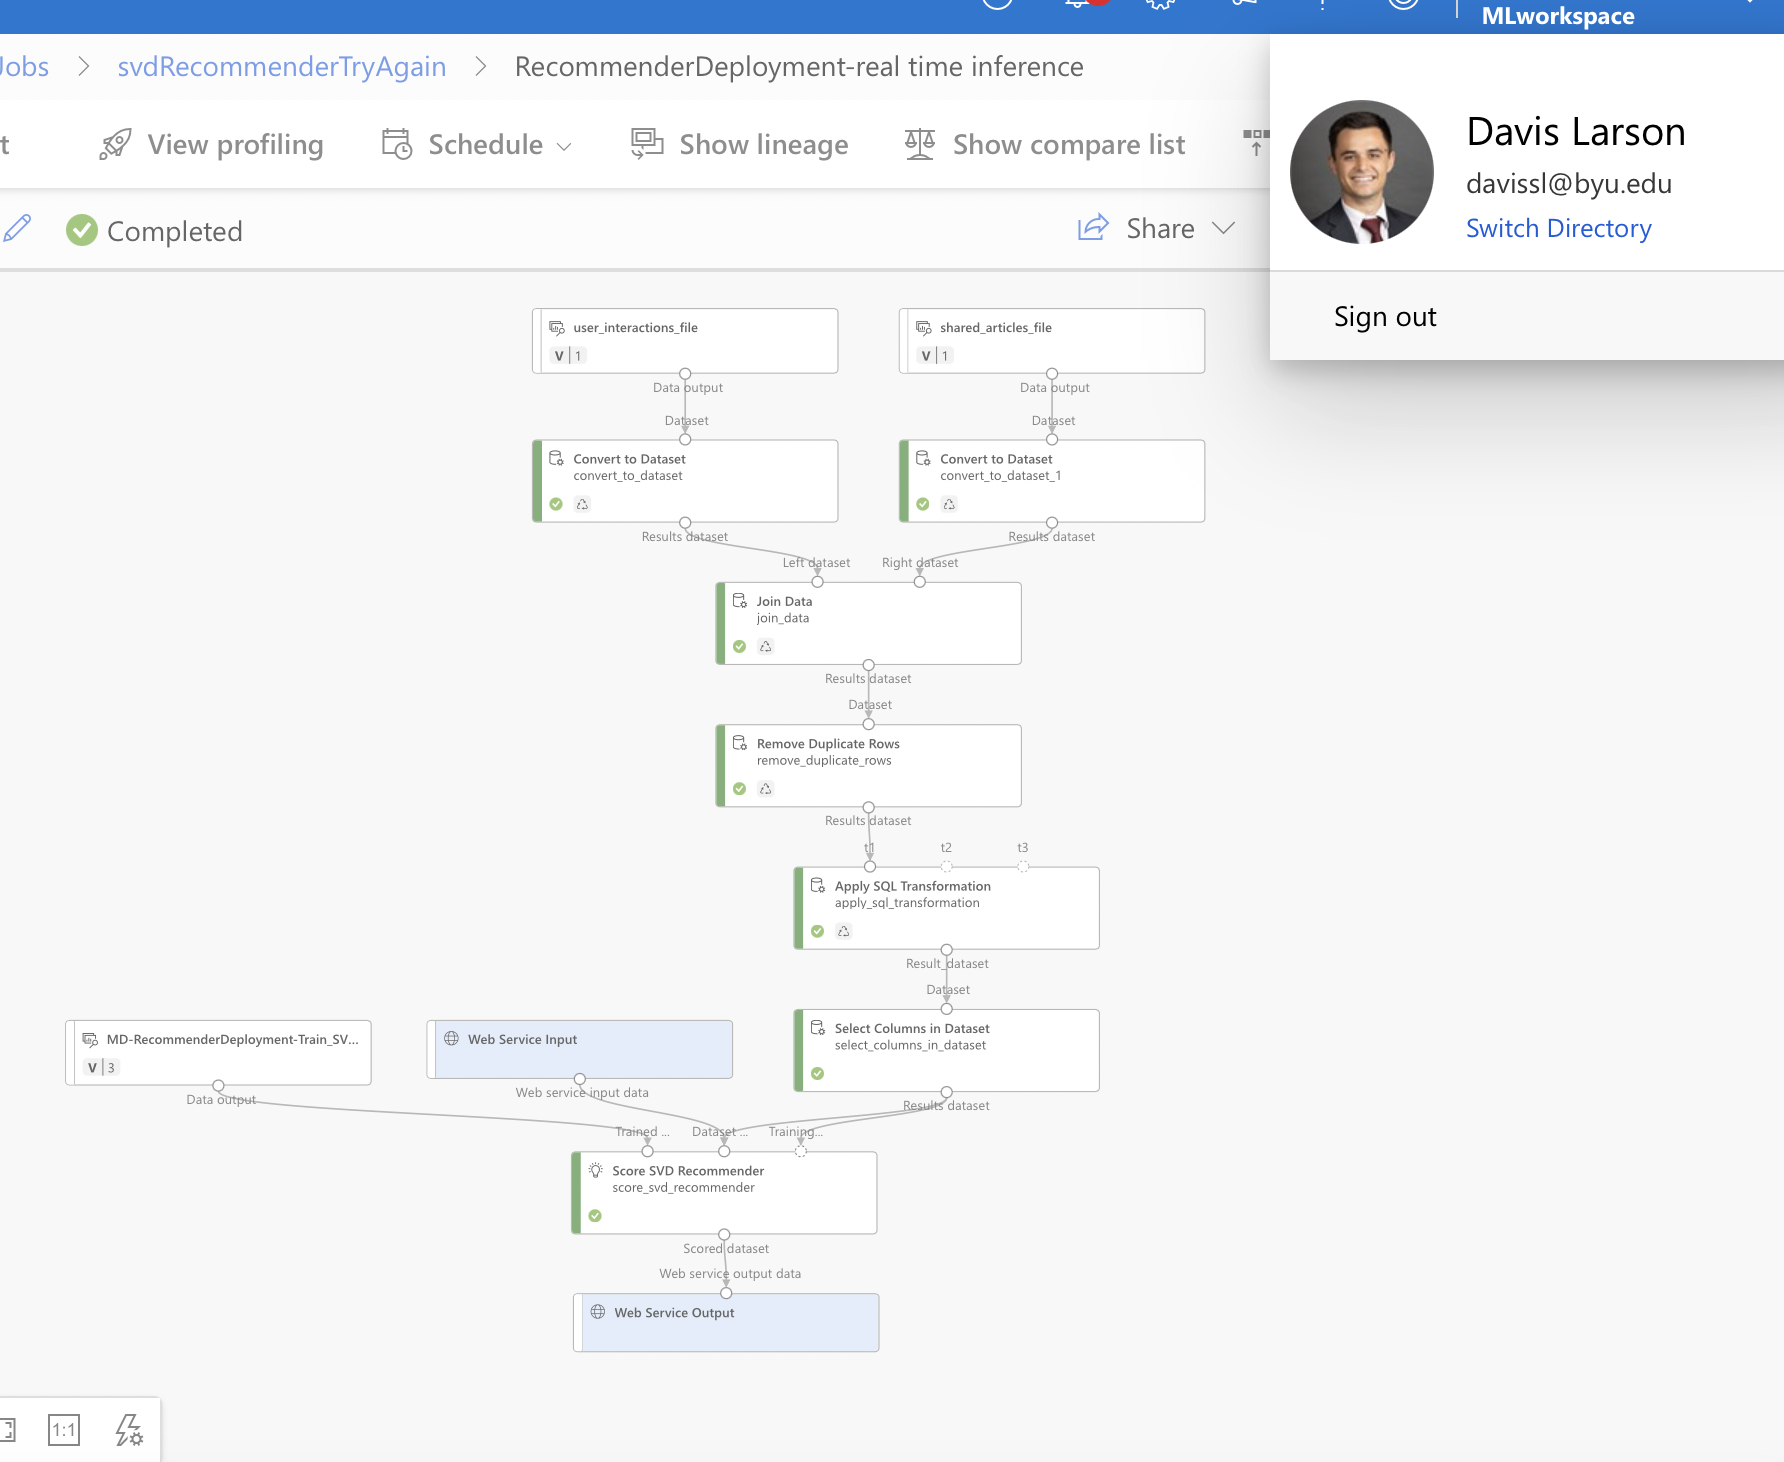 MLworkspace
Jobs > svdRecommenderTryAgain > RecommenderDeployment-real time inference
t View profiling Schedule Show lineage Show compare list
Davis Larson
davissl@byu.edu
Switch Directory
Sign out
Completed
Share
user_interactions_file
V | 1
Data output
shared_articles_file
V | 1
Data output
Dataset
Convert to Dataset
convert_to_dataset
Results dataset
Dataset
Convert to Dataset
convert_to_dataset_1
Results dataset
Left dataset
Right dataset
Join Data
join_data
Results dataset
Dataset
Remove Duplicate Rows
remove_duplicate_rows
Results dataset
t1 t2 t3
Apply SQL Transformation
apply_sql_transformation
Result_dataset
Dataset
Select Columns in Dataset
select_columns_in_dataset
Results dataset
MD-RecommenderDeployment-Train_SV...
V | 3
Data output
Web Service Input
Web service input data
Trained ... Dataset ... Training...
Score SVD Recommender
score_svd_recommender
Scored dataset
Web service output data
Web Service Output
1:1